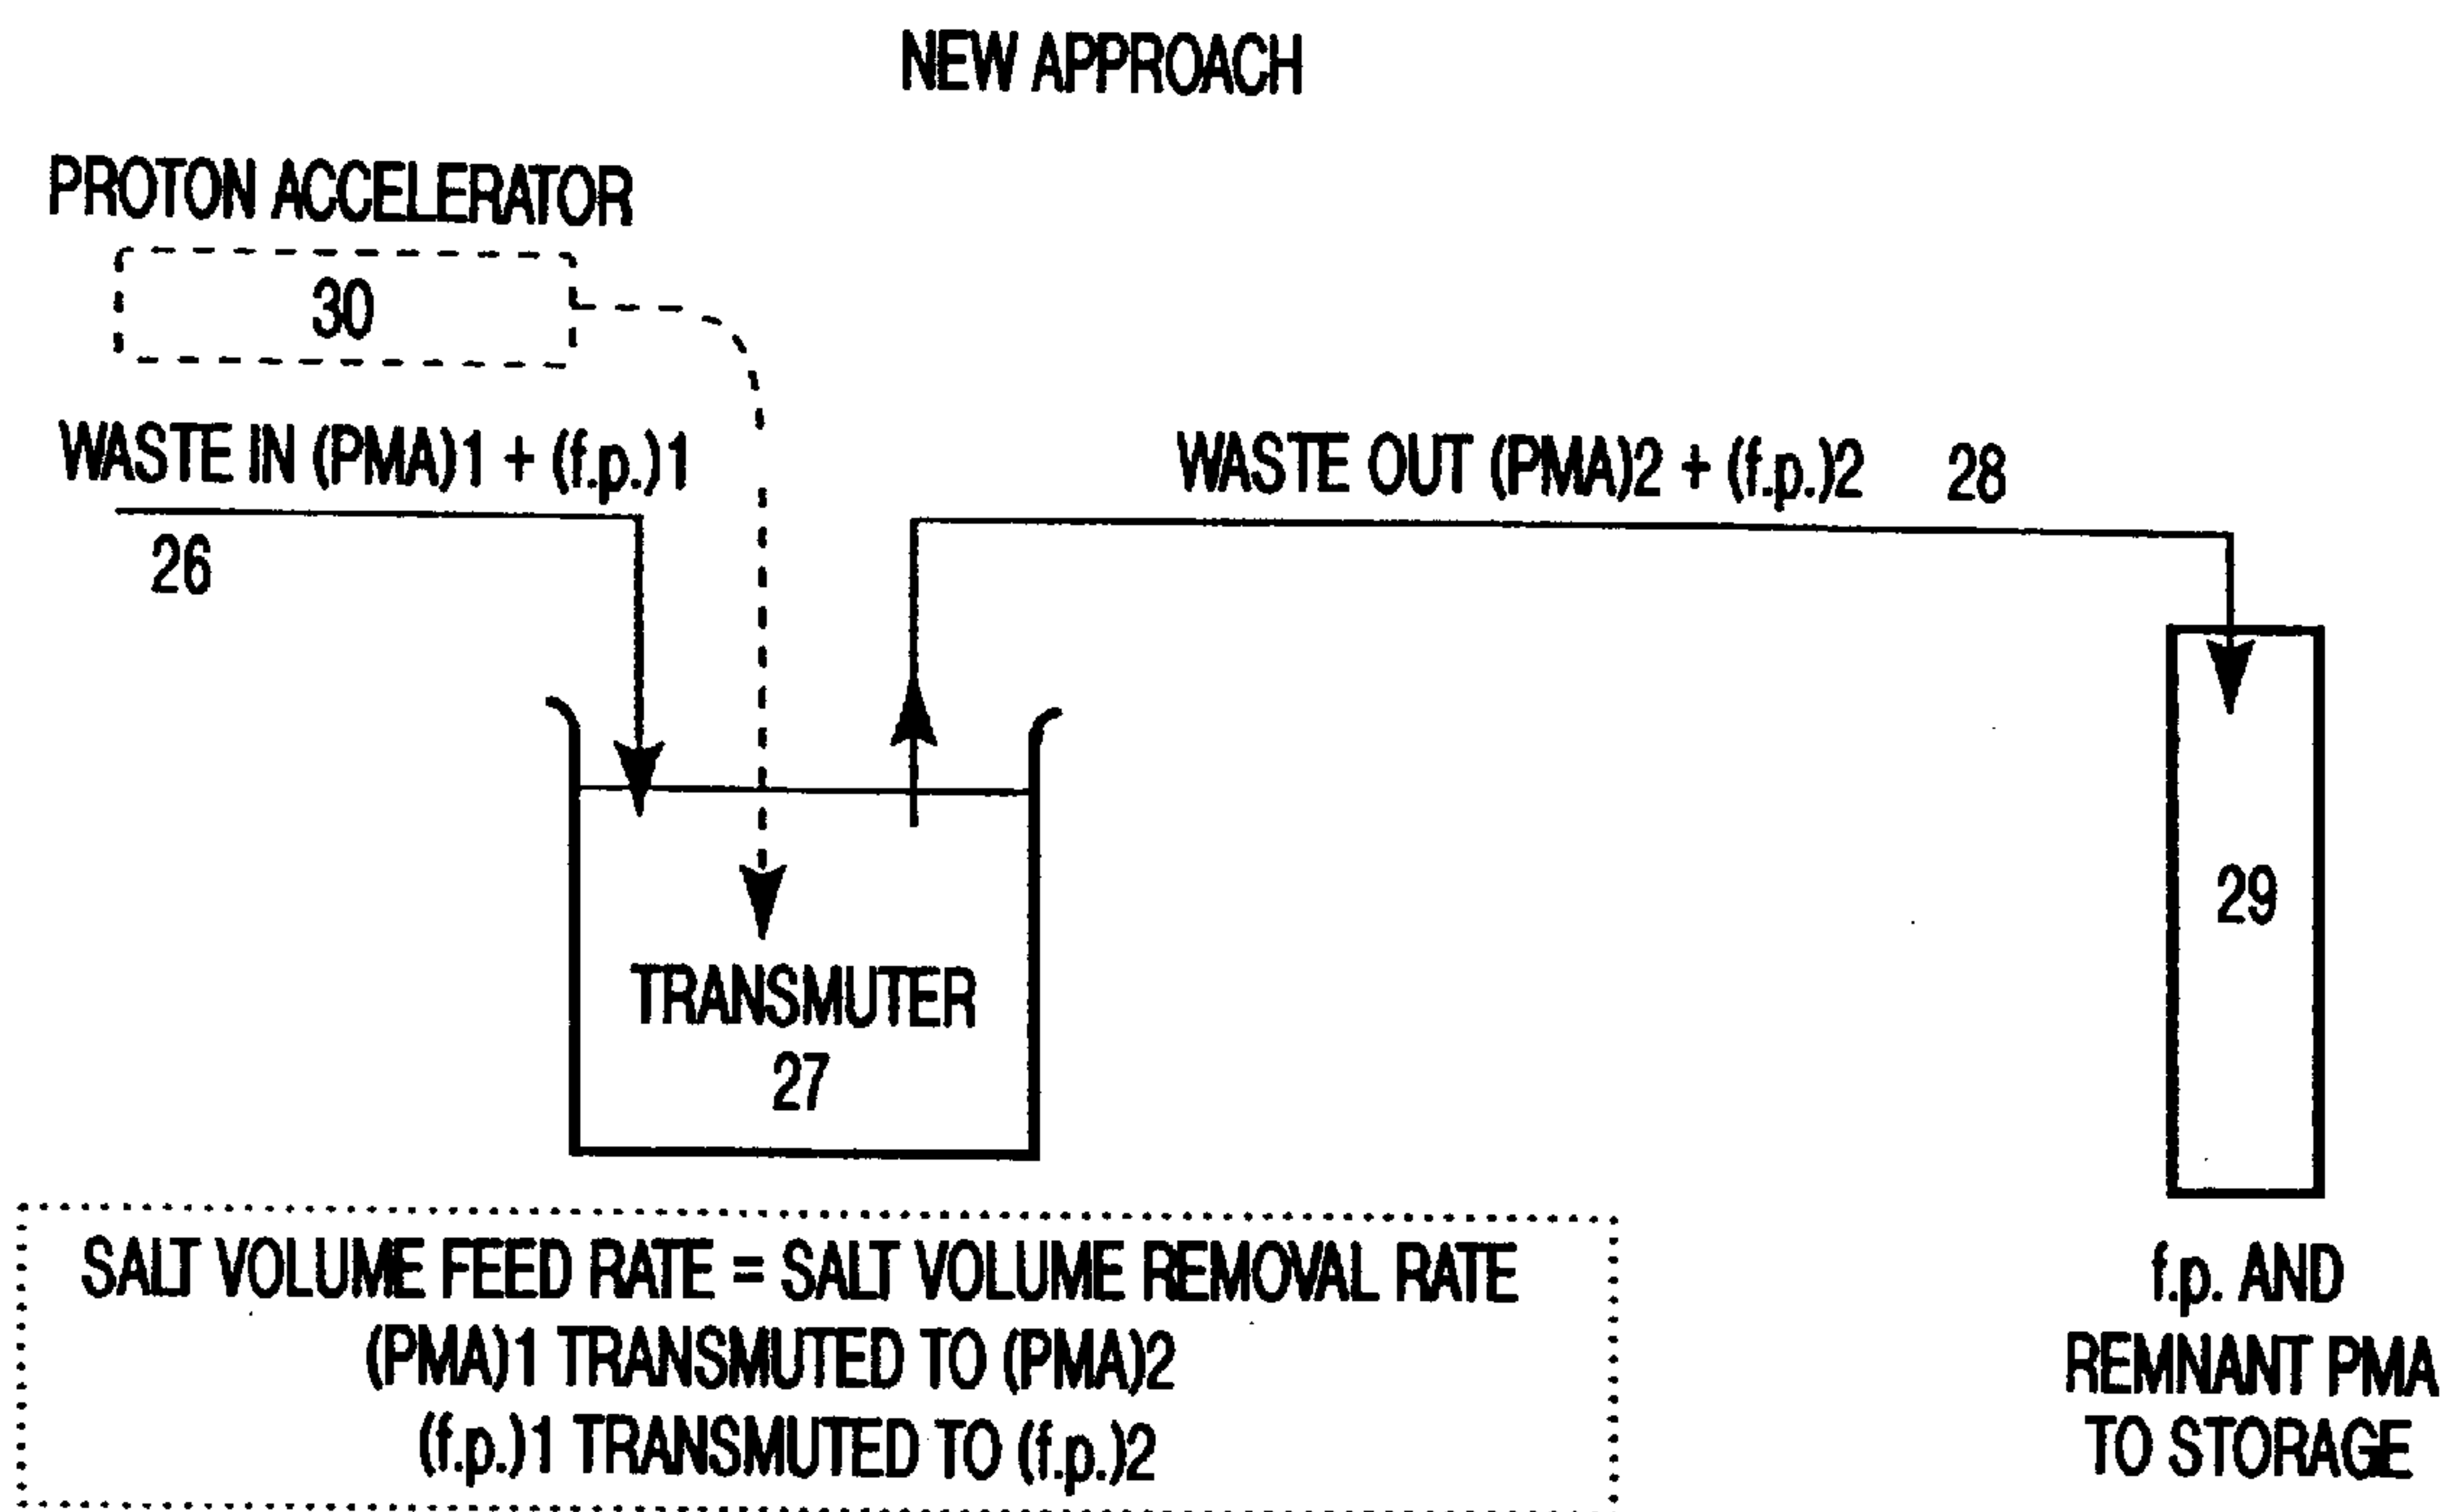 NEW APPROACH
PROTON ACCELERATOR
30
WASTE IN (PMA)1 + (f.p.)1
26
WASTE OUT (PMA)2 + (f.p.)2 28
29
TRANSMUTER
27
SALT VOLUME FEED RATE = SALT VOLUME REMOVAL RATE
(PMA)1 TRANSMUTED TO (PMA)2
(f.p.)1 TRANSMUTED TO (f.p.)2
f.p. AND
REMNANT PMA
TO STORAGE